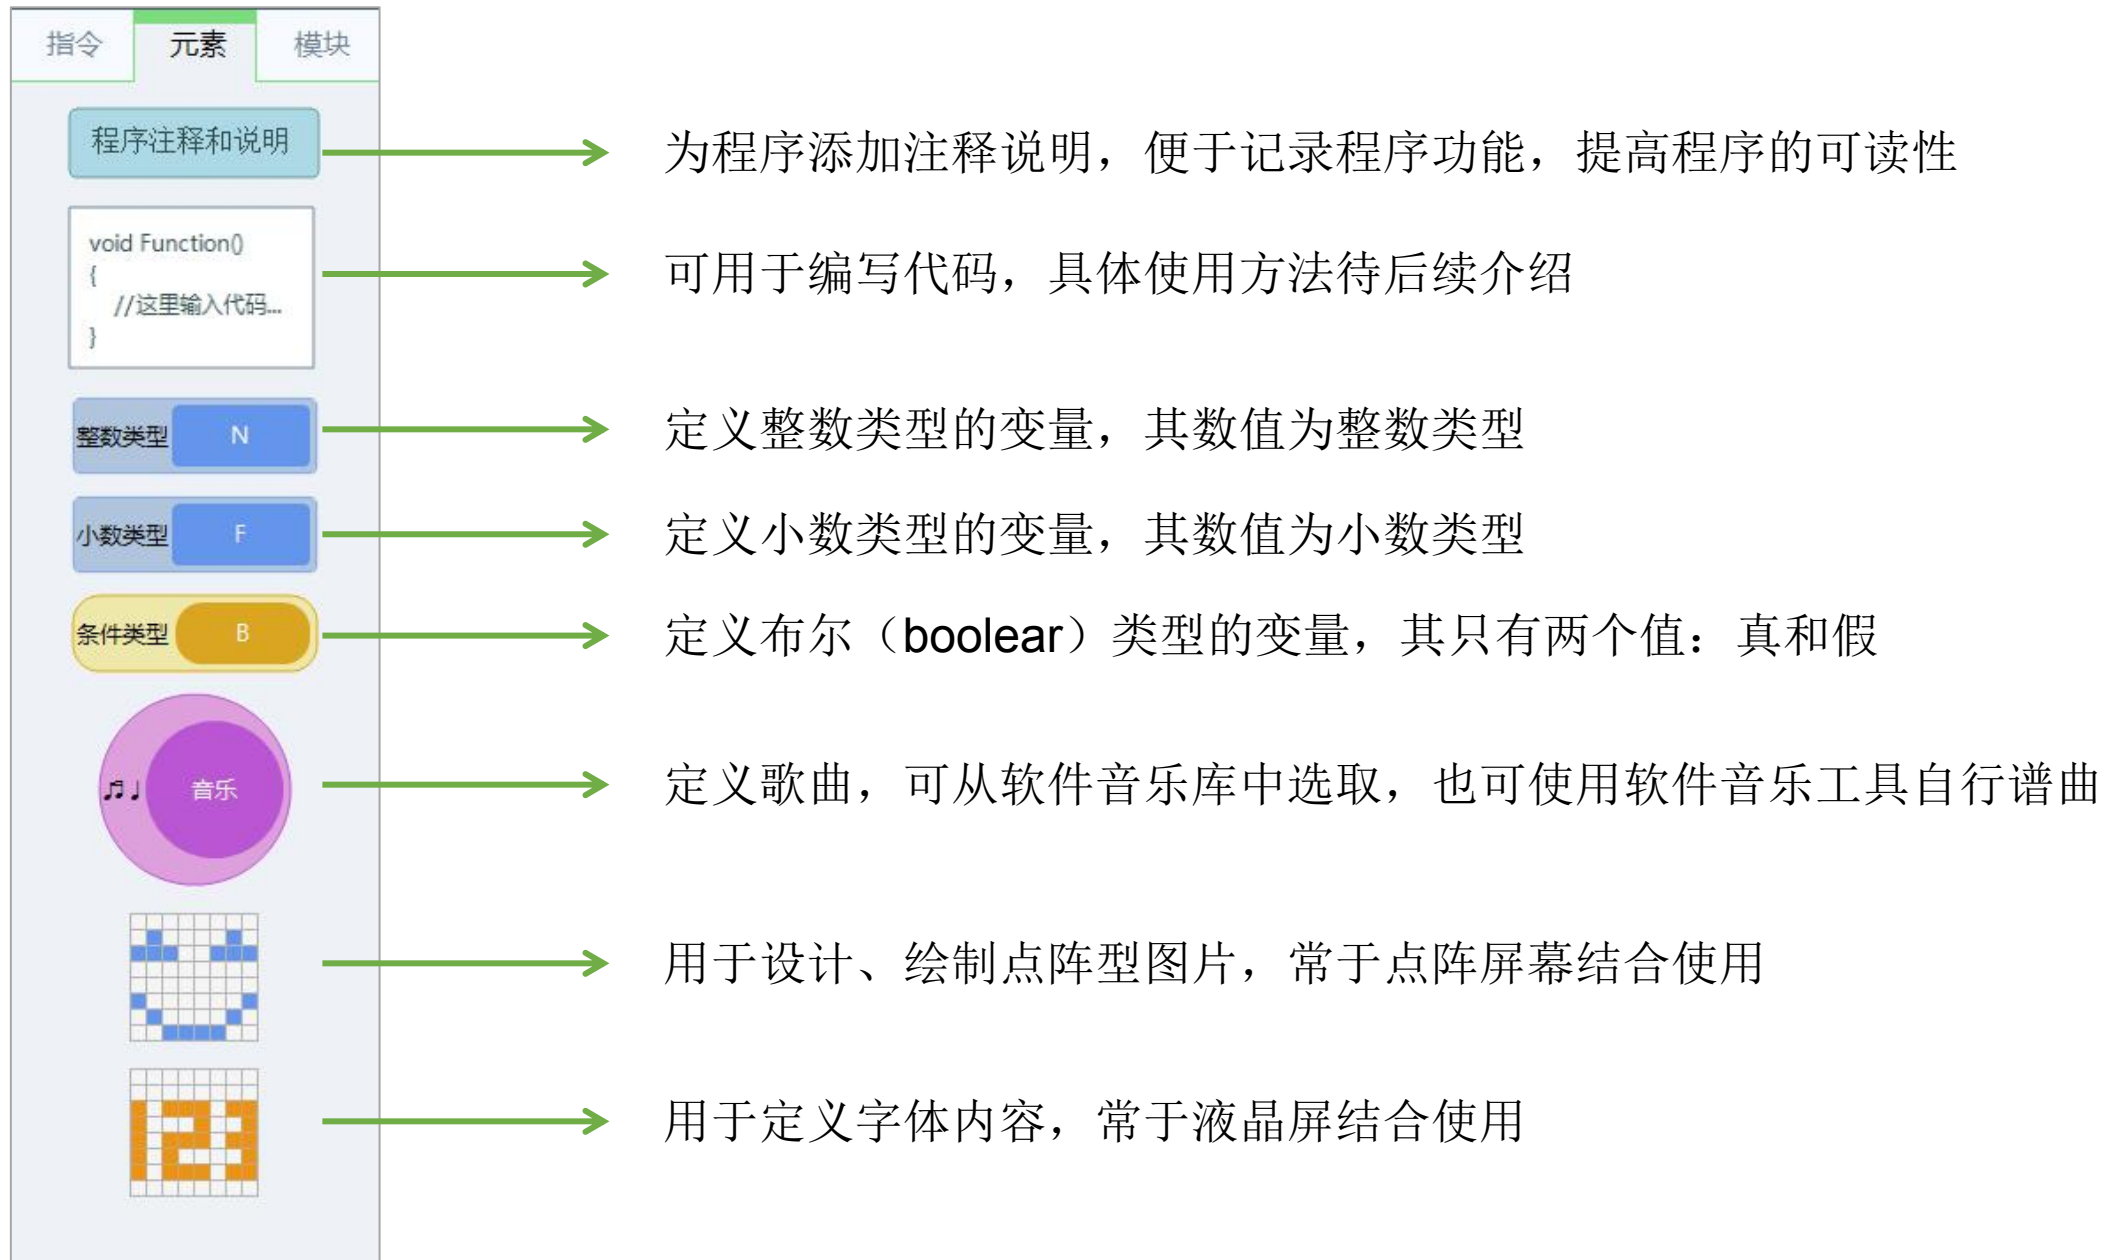 指令 元素 模块
程序注释和说明
为程序添加注释说明，便于记录程序功能，提高程序的可读性
void Function()
{
//这里输入代码...
}
可用于编写代码，具体使用方法待后续介绍
整数类型 N
定义整数类型的变量，其数值为整数类型
小数类型 F
定义小数类型的变量，其数值为小数类型
条件类型 B
定义布尔（boolear）类型的变量，其只有两个值：真和假
♬♩ 音乐
定义歌曲，可从软件音乐库中选取，也可使用软件音乐工具自行谱曲
用于设计、绘制点阵型图片，常于点阵屏幕结合使用
123
用于定义字体内容，常于液晶屏结合使用